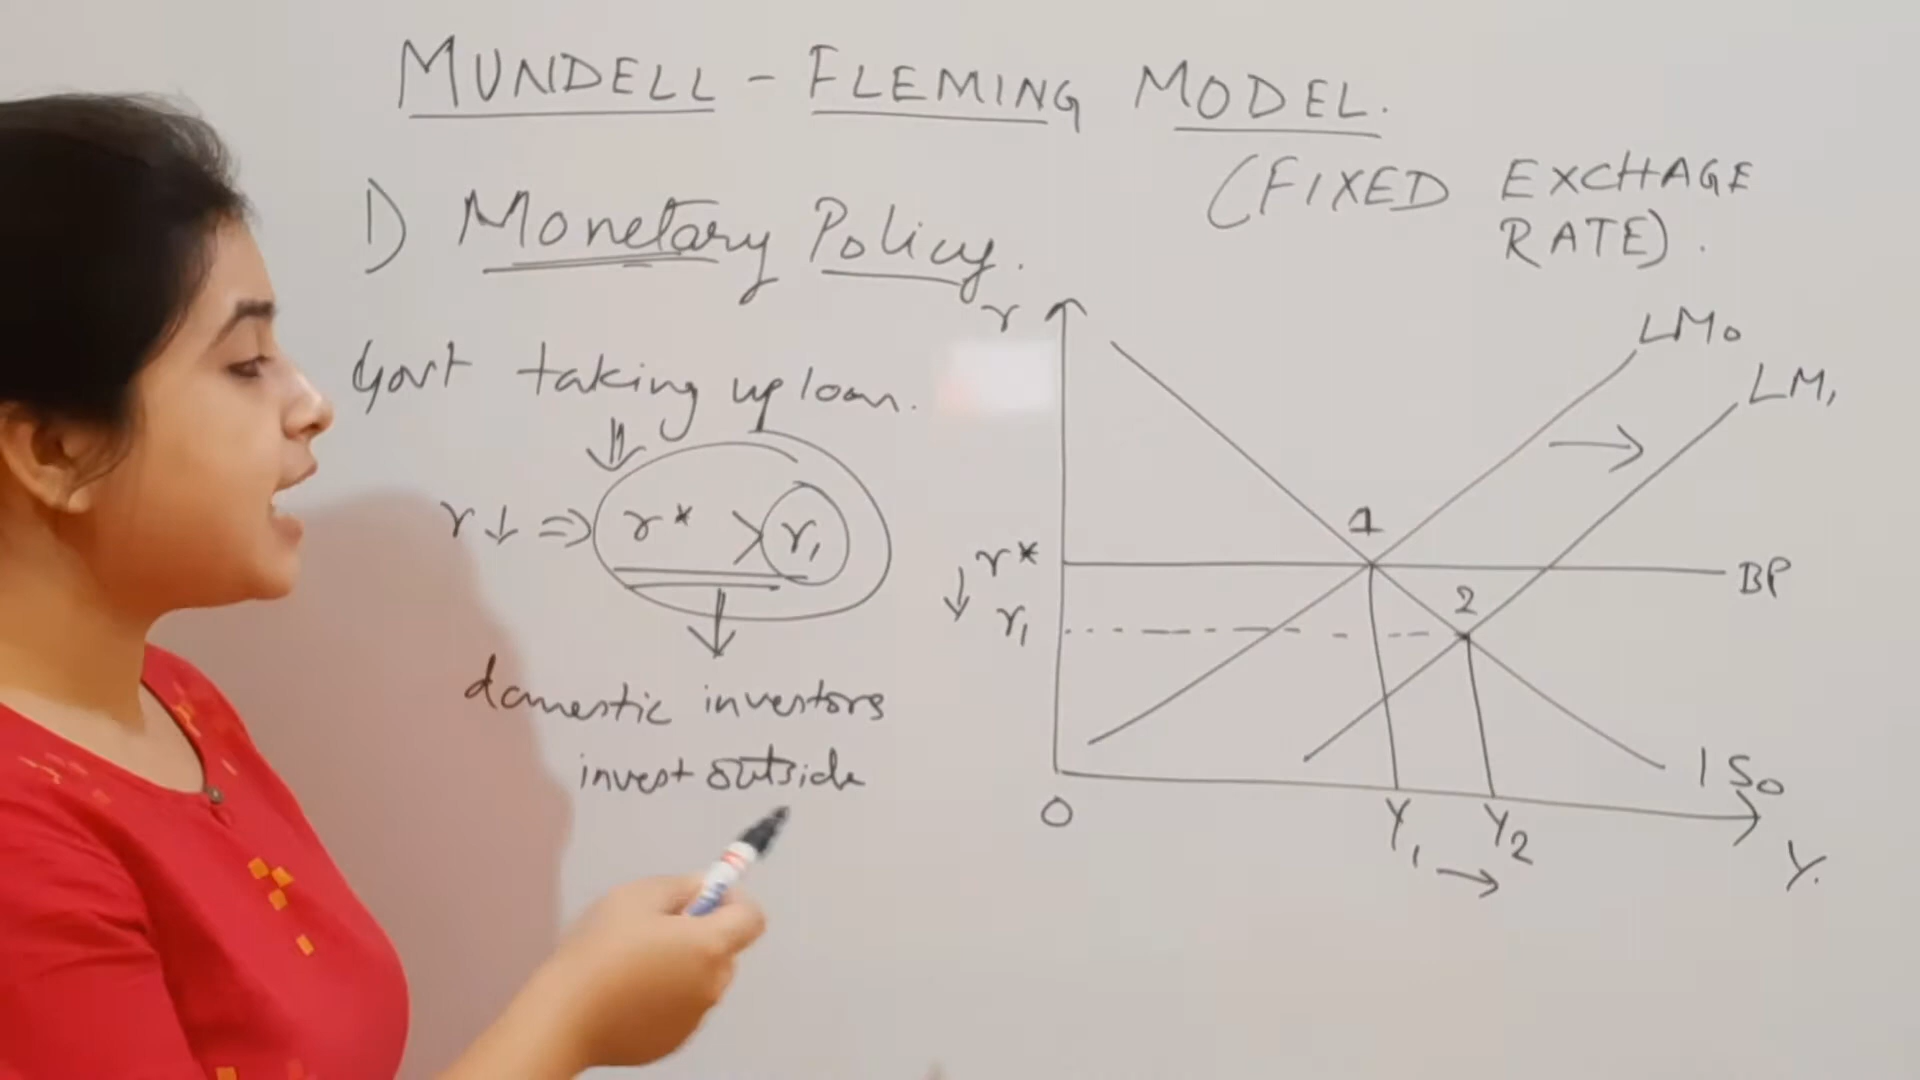 MUNDELL - FLEMING MODEL.
(FIXED EXCHAGE
RATE).
1) Monetary Policy.
Govt taking up loan.
r↓ ⇒ r* > r₁
domestic investors
invest outside
r
LM₀
LM₁
1
r*
BP
2
r₁
IS₀
O
Y₁ → Y₂
Y.